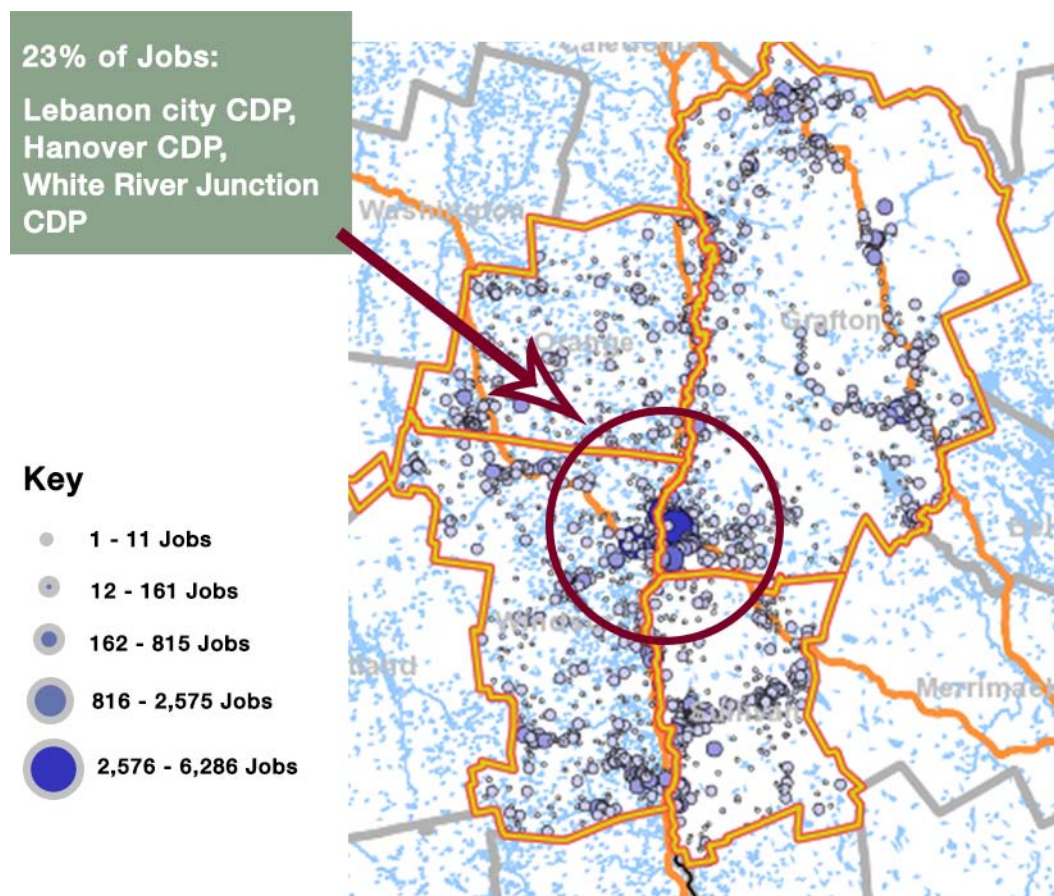 23% of Jobs:
Lebanon city CDP,
Hanover CDP,
White River Junction
CDP
Washington
Grafton
Orange
Key
1 - 11 Jobs
12 - 161 Jobs
162 - 815 Jobs
816 - 2,575 Jobs
2,576 - 6,286 Jobs